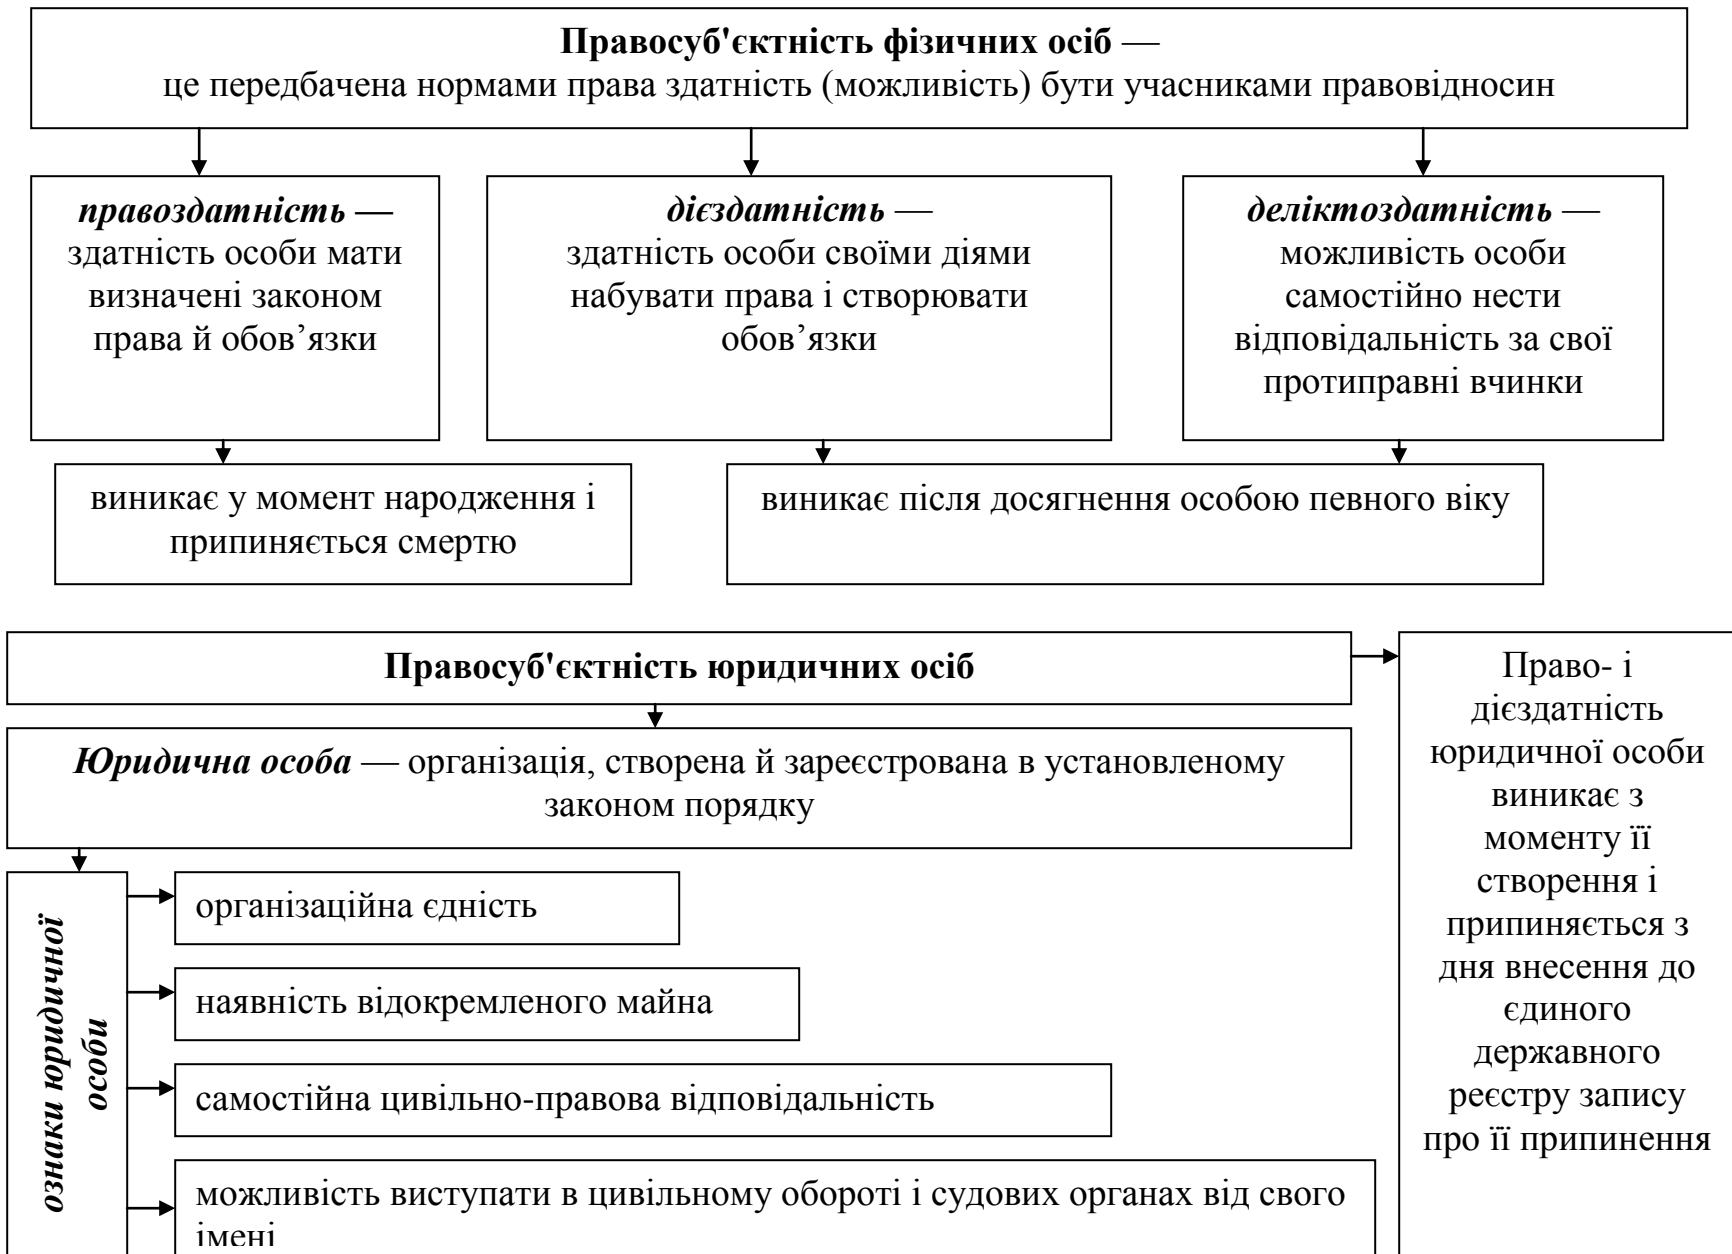 Правосуб'єктність фізичних осіб —
це передбачена нормами права здатність (можливість) бути учасниками правовідносин
правоздатність —
здатність особи мати
визначені законом
права й обов’язки
дієздатність —
здатність особи своїми діями
набувати права і створювати
обов’язки
деліктоздатність —
можливість особи
самостійно нести
відповідальність за свої
протиправні вчинки
виникає у момент народження і
припиняється смертю
виникає після досягнення особою певного віку
Правосуб'єктність юридичних осіб
Юридична особа — організація, створена й зареєстрована в установленому
законом порядку
ознаки юридичної
особи
організаційна єдність
наявність відокремленого майна
самостійна цивільно-правова відповідальність
можливість виступати в цивільному обороті і судових органах від свого
імені
Право- і
дієздатність
юридичної особи
виникає з
моменту її
створення і
припиняється з
дня внесення до
єдиного
державного
реєстру запису
про її припинення